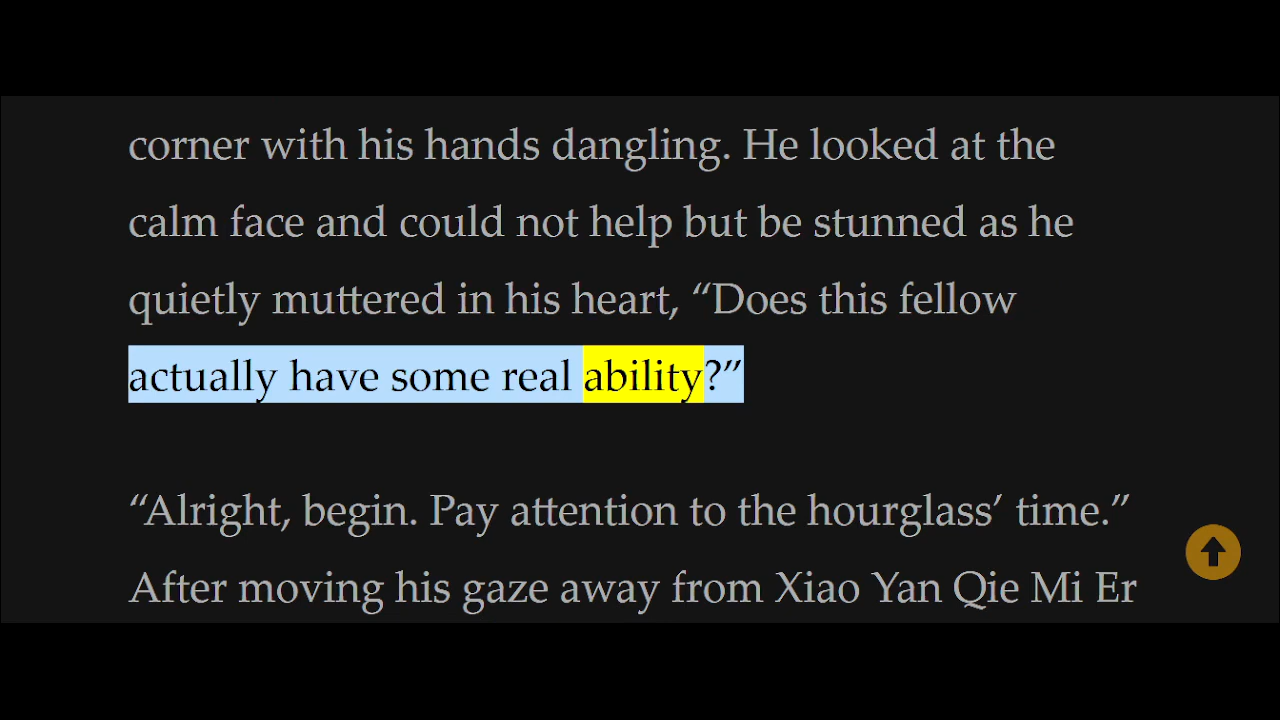 corner with his hands dangling. He looked at the
calm face and could not help but be stunned as he
quietly muttered in his heart, “Does this fellow
actually have some real ability?”
“Alright, begin. Pay attention to the hourglass’ time.”
After moving his gaze away from Xiao Yan Qie Mi Er